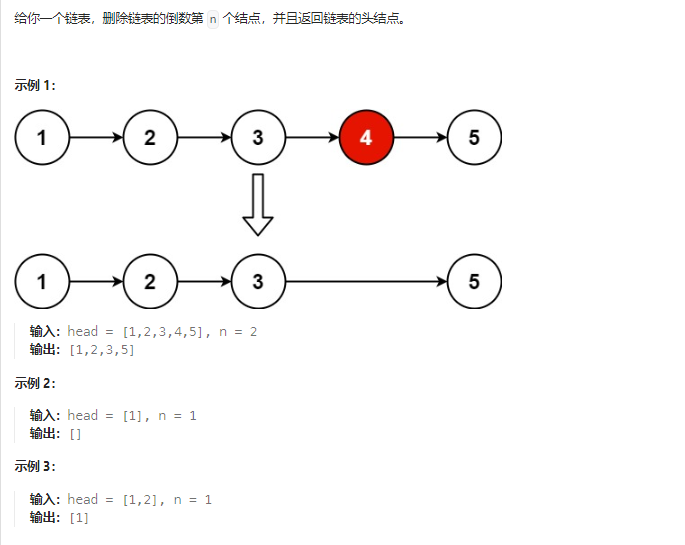 给你一个链表，删除链表的倒数第 n 个结点，并且返回链表的头结点。
示例 1：
1 2 3 4 5
1 2 3 5
输入：head = [1,2,3,4,5], n = 2
输出：[1,2,3,5]
示例 2：
输入：head = [1], n = 1
输出：[]
示例 3：
输入：head = [1,2], n = 1
输出：[1]